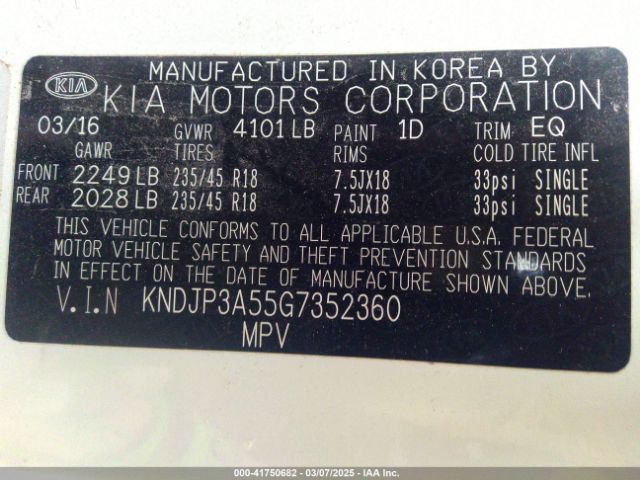 MANUFACTURED IN KOREA BY
KIA KIA MOTORS CORPORATION
03/16 GVWR 4101 LB PAINT 1D TRIM EQ
GAWR TIRES RIMS COLD TIRE INFL
FRONT 2249 LB 235/45 R18 7.5JX18 33psi SINGLE
REAR 2028 LB 235/45 R18 7.5JX18 33psi SINGLE
THIS VEHICLE CONFORMS TO ALL APPLICABLE U.S.A. FEDERAL
MOTOR VEHICLE SAFETY AND THEFT PREVENTION STANDARDS
IN EFFECT ON THE DATE OF MANUFACTURE SHOWN ABOVE.
V.I.N KNDJP3A55G7352360
MPV
000-41750682 - 03/07/2025 - IAA Inc.